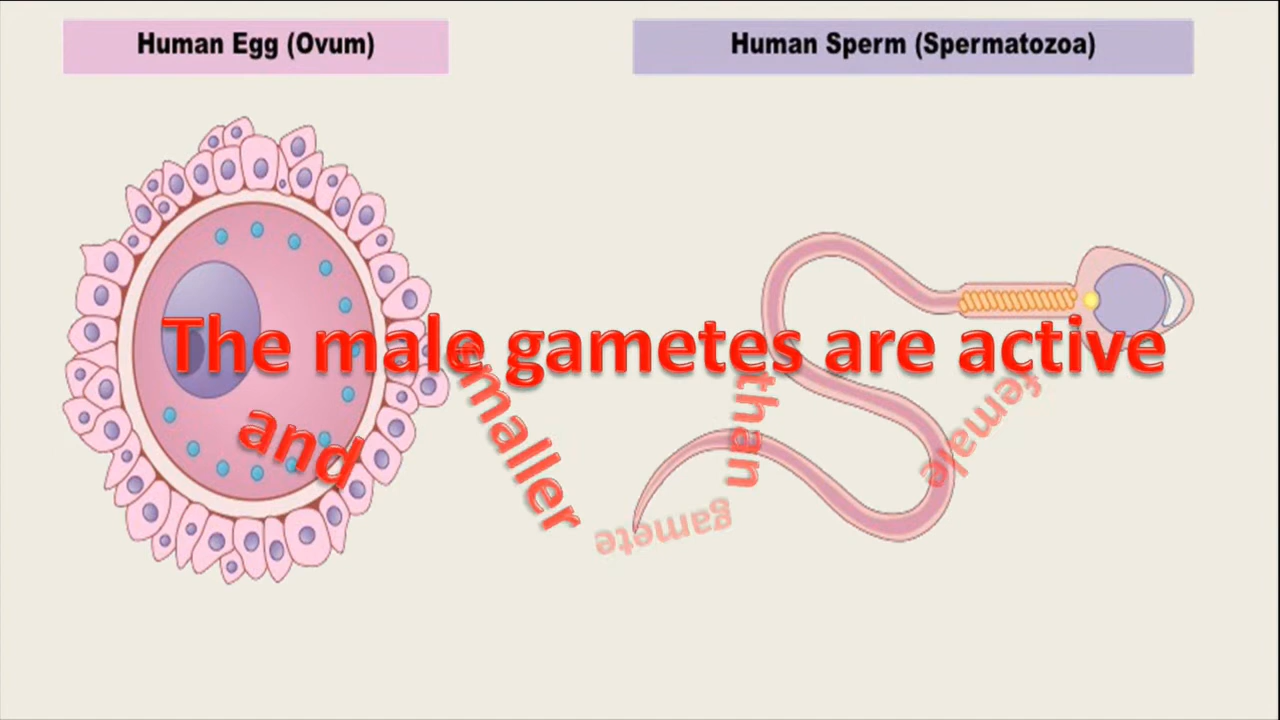 Human Egg (Ovum)
Human Sperm (Spermatozoa)
The male gametes are active
and smaller than female
gamete